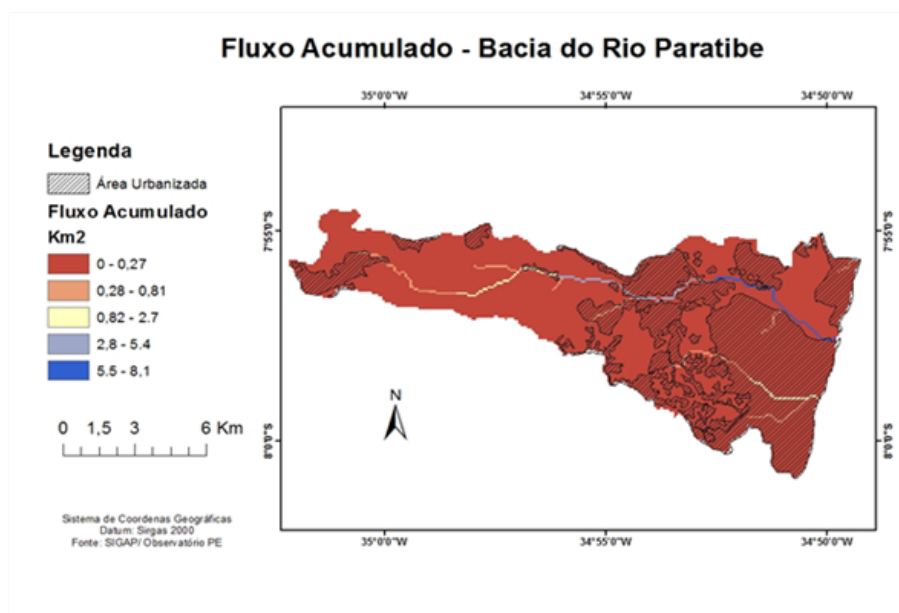 Fluxo Acumulado - Bacia do Rio Paratibe
35°0'0"W
34°55'0"W
34°50'0"W
Legenda
Área Urbanizada
Fluxo Acumulado
Km2
0 - 0,27
0,28 - 0,81
0,82 - 2.7
2,8 - 5.4
5.5 - 8,1
7°55'0"S
7°55'0"S
N
0 1,5 3 6 Km
8°0'0"S
8°0'0"S
Sistema de Coordenas Geográficas
Datum: Sirgas 2000
Fonte: SIGAP/ Observatório PE
35°0'0"W
34°55'0"W
34°50'0"W